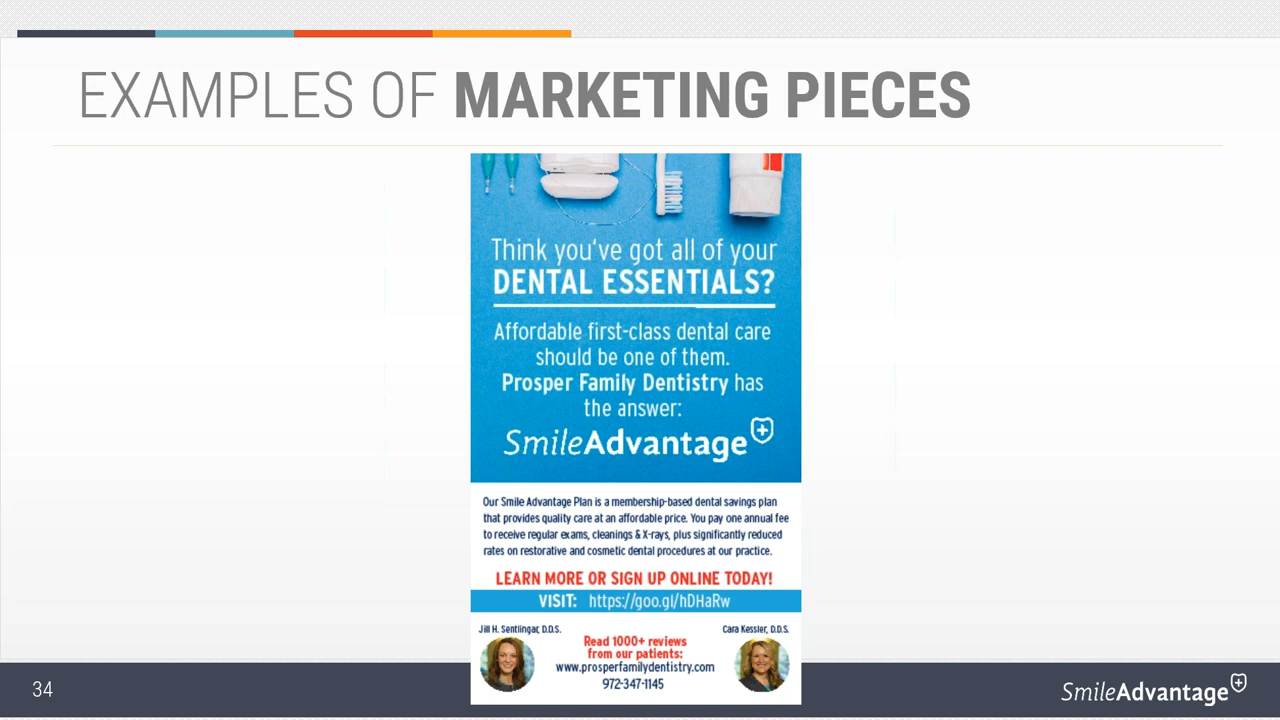 EXAMPLES OF MARKETING PIECES
Think you've got all of your
DENTAL ESSENTIALS?
Affordable first-class dental care
should be one of them.
Prosper Family Dentistry has
the answer:
SmileAdvantage
Our Smile Advantage Plan is a membership-based dental savings plan
that provides quality care at an affordable price. You pay one annual fee
to receive regular exams, cleanings & X-rays, plus significantly reduced
rates on restorative and cosmetic dental procedures at our practice.
LEARN MORE OR SIGN UP ONLINE TODAY!
VISIT: https://goo.gl/hDHaRw
Jill H. Sentlingar, D.D.S.
Cara Kessler, D.D.S.
Read 1000+ reviews
from our patients:
www.prosperfamilydentistry.com
972-347-1145
34
SmileAdvantage